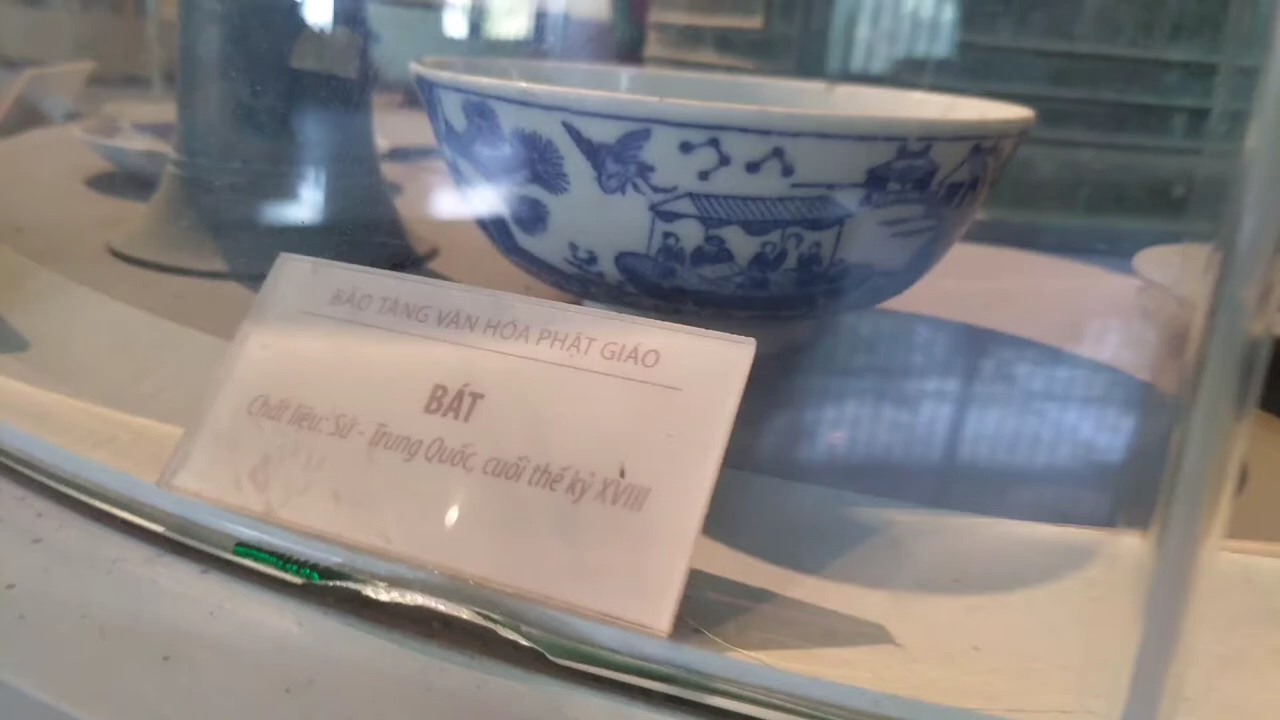 BẢO TÀNG VĂN HÓA PHẬT GIÁO
BÁT
Chất liệu: Sứ - Trung Quốc, cuối thế kỷ XVIII